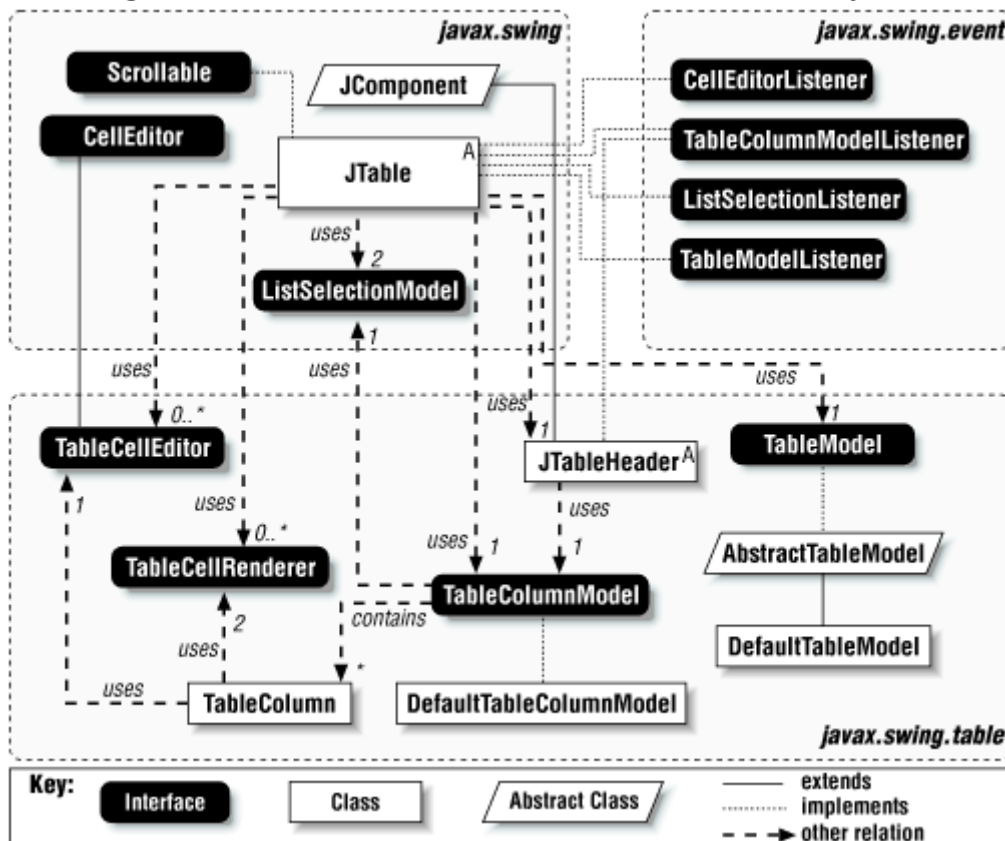 javax.swing
javax.swing.event
Scrollable
JComponent
CellEditorListener
CellEditor
TableColumnModelListener
A
JTable
ListSelectionListener
uses
2
TableModelListener
ListSelectionModel
1
uses
uses
uses
uses
0..*
1
1
TableCellEditor
JTableHeader
A
TableModel
1
uses
uses
0..*
uses
1
1
AbstractTableModel
TableCellRenderer
TableColumnModel
2
contains
uses
*
DefaultTableModel
uses
TableColumn
DefaultTableColumnModel
javax.swing.table
Key:
Interface
Class
Abstract Class
extends
implements
other relation